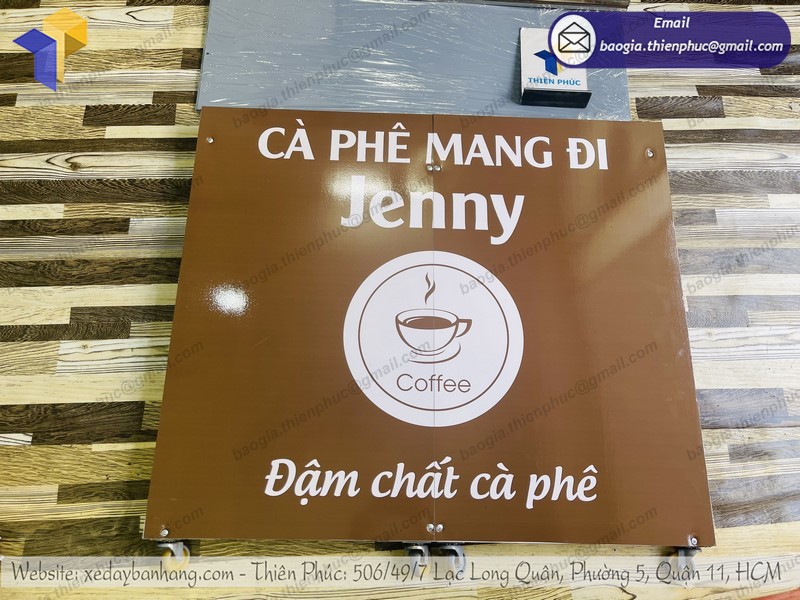 Email
baogia.thienphuc@gmail.com
THIÊN PHÚC
CÀ PHÊ MANG ĐI
Jenny
Coffee
Đậm chất cà phê
Website: xedaybanhang.com - Thiên Phúc: 506/49/7 Lạc Long Quân, Phường 5, Quận 11, HCM